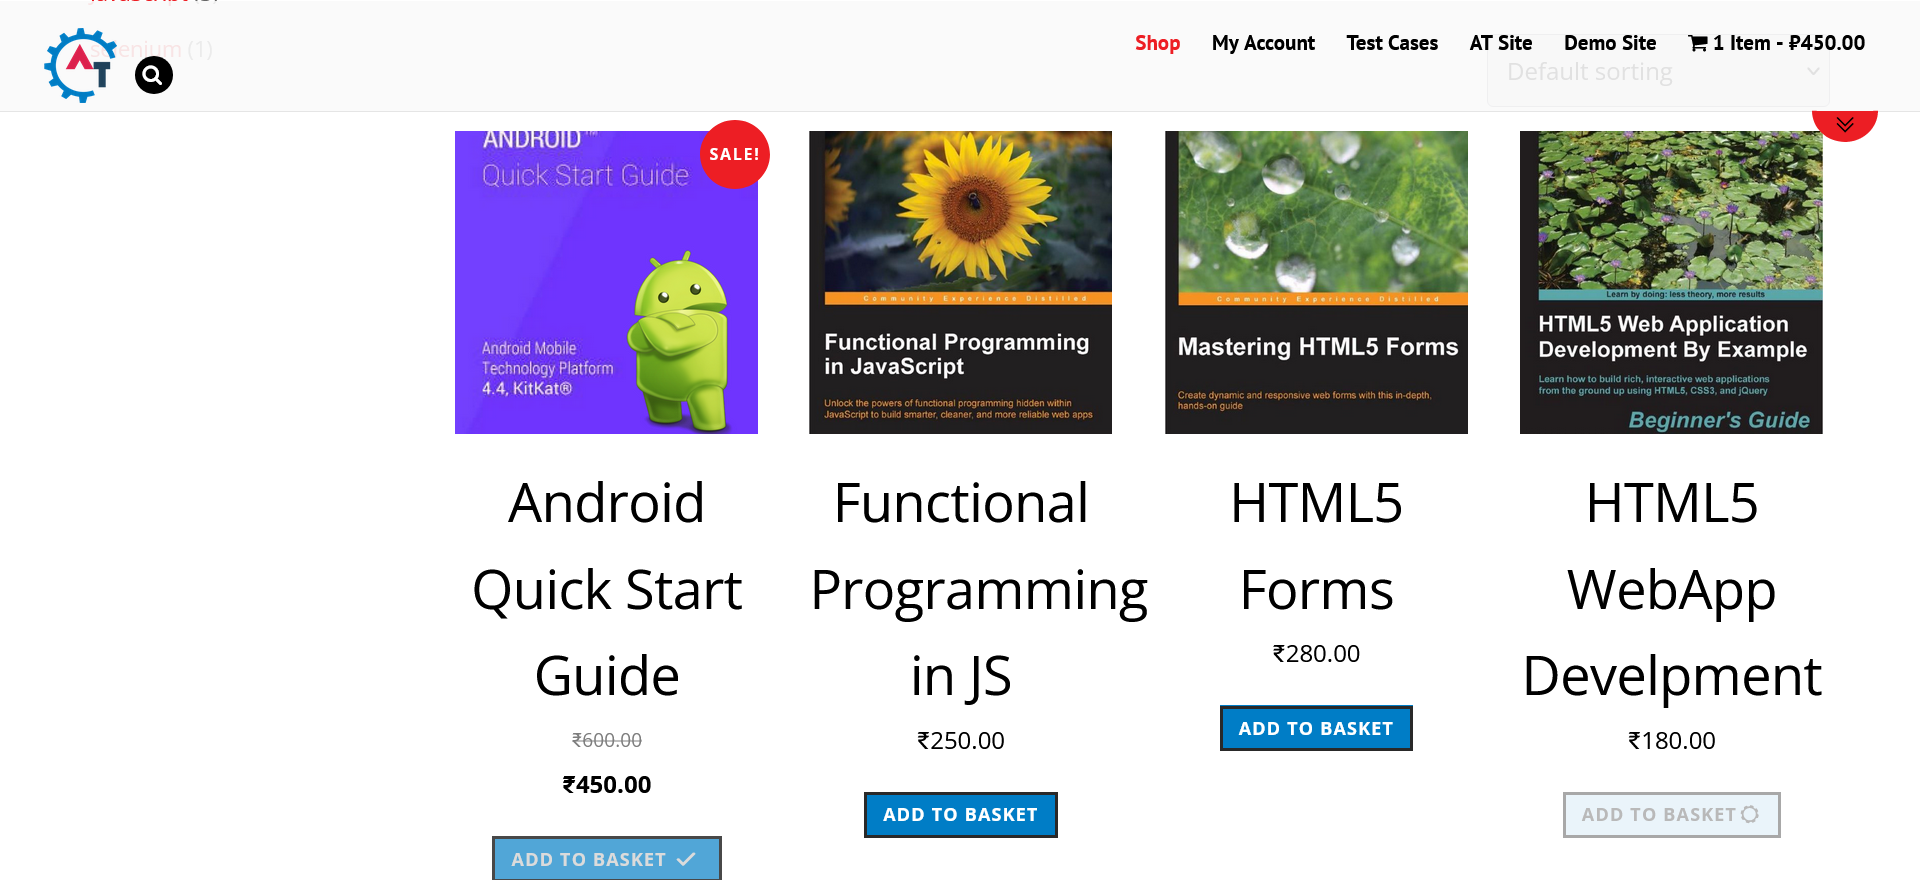 selenium (1)
AT
Shop
My Account
Test Cases
AT Site
Demo Site
1 Item - ₽450.00
Default sorting
ANDROID™
Quick Start Guide
SALE!
Android Mobile
Technology Platform
4.4, KitKat®
Community Experience Distilled
Functional Programming
in JavaScript
Unlock the powers of functional programming hidden within
JavaScript to build smarter, cleaner, and more reliable web apps
Community Experience Distilled
Mastering HTML5 Forms
Create dynamic and responsive web forms with this in-depth,
hands-on guide
Learn by doing: less theory, more results
HTML5 Web Application
Development By Example
Learn how to build rich, interactive web applications
from the ground up using HTML5, CSS3, and jQuery
Beginner's Guide
Android
Quick Start
Guide
₹600.00
₹450.00
ADD TO BASKET
Functional
Programming
in JS
₹250.00
ADD TO BASKET
HTML5
Forms
₹280.00
ADD TO BASKET
HTML5
WebApp
Develpment
₹180.00
ADD TO BASKET